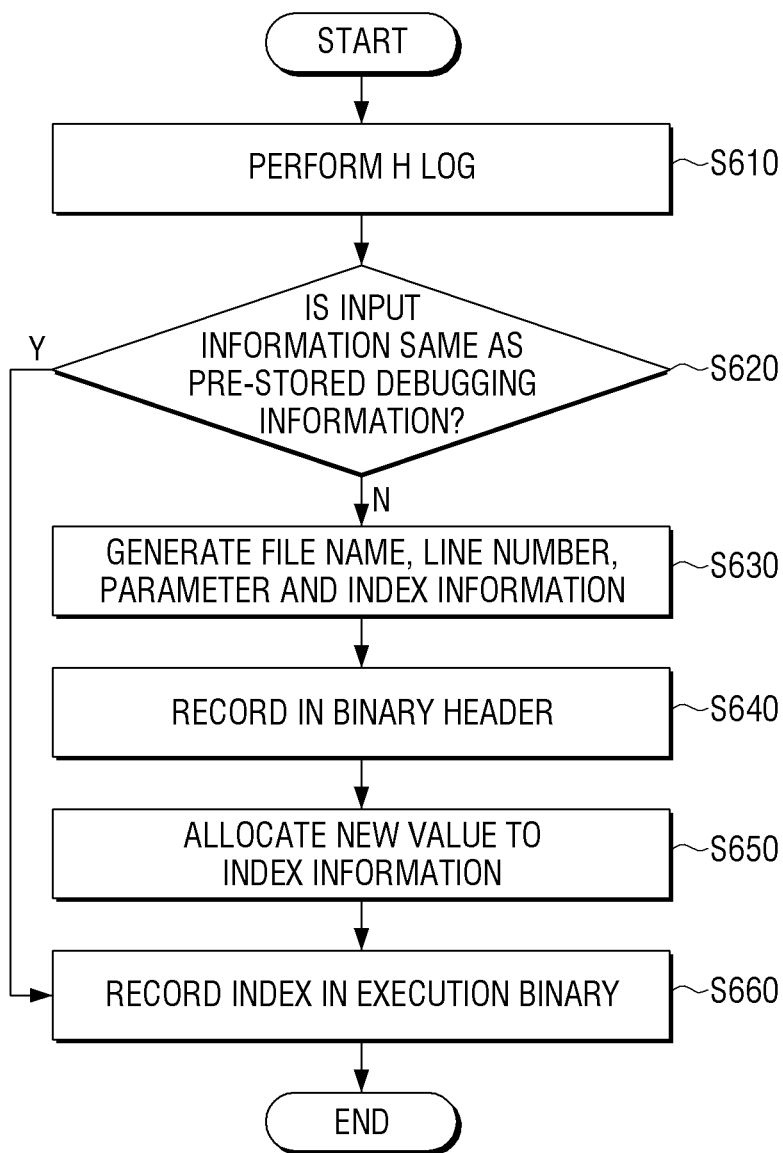 START
PERFORM H LOG
S610
IS INPUT
INFORMATION SAME AS
PRE-STORED DEBUGGING
INFORMATION?
Y
S620
N
GENERATE FILE NAME, LINE NUMBER,
PARAMETER AND INDEX INFORMATION
S630
RECORD IN BINARY HEADER
S640
ALLOCATE NEW VALUE TO
INDEX INFORMATION
S650
RECORD INDEX IN EXECUTION BINARY
S660
END